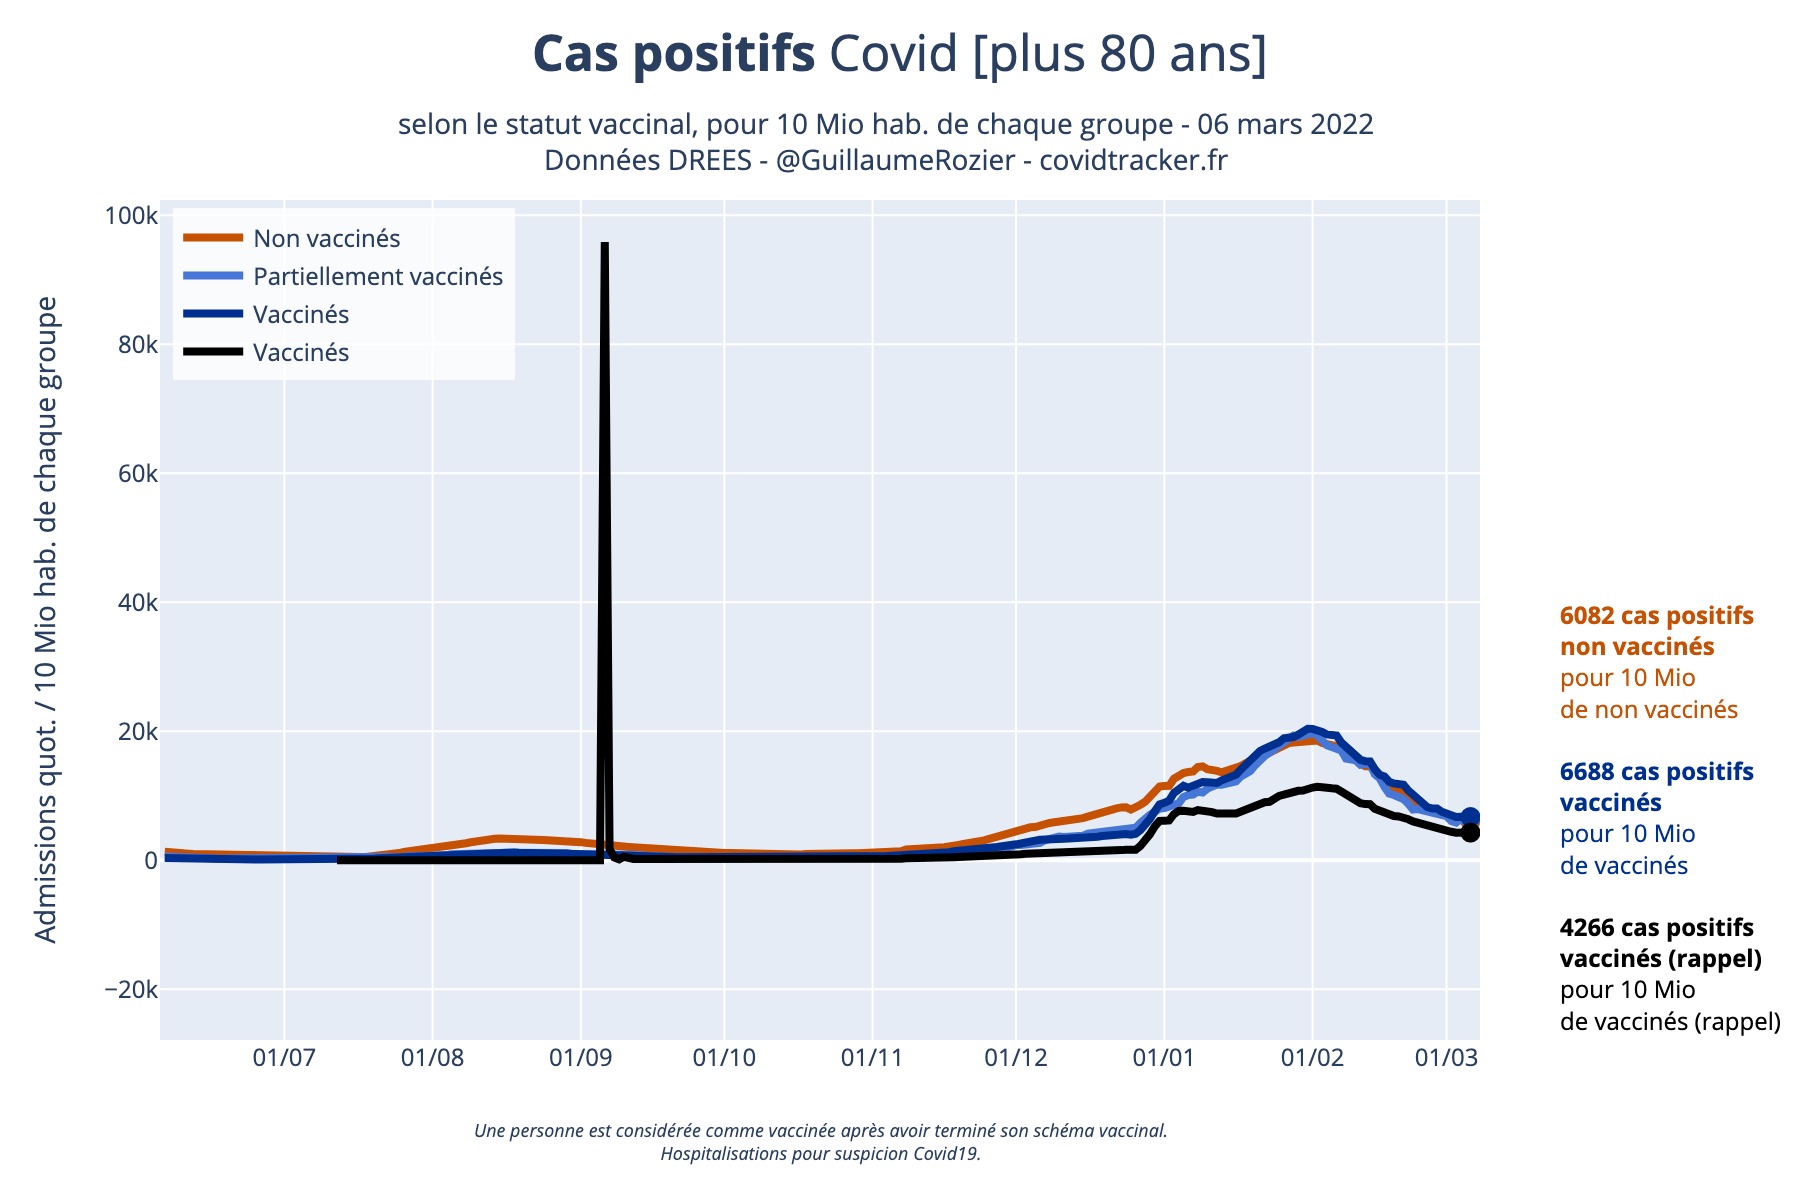 Cas positifs Covid [plus 80 ans]
selon le statut vaccinal, pour 10 Mio hab. de chaque groupe - 06 mars 2022
Données DREES - @GuillaumeRozier - covidtracker.fr
Admissions quot. / 10 Mio hab. de chaque groupe
100k
80k
60k
40k
20k
0
−20k
Non vaccinés
Partiellement vaccinés
Vaccinés
Vaccinés
01/07
01/08
01/09
01/10
01/11
01/12
01/01
01/02
01/03
6082 cas positifs
non vaccinés
pour 10 Mio
de non vaccinés
6688 cas positifs
vaccinés
pour 10 Mio
de vaccinés
4266 cas positifs
vaccinés (rappel)
pour 10 Mio
de vaccinés (rappel)
Une personne est considérée comme vaccinée après avoir terminé son schéma vaccinal.
Hospitalisations pour suspicion Covid19.